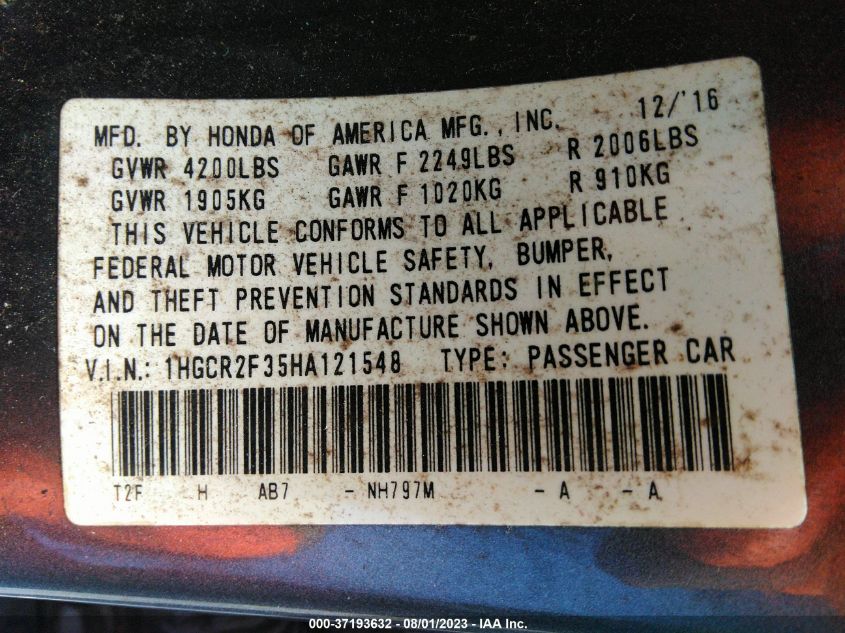 MFD. BY HONDA OF AMERICA MFG., INC. 12/'16
GVWR 4200LBS GAWR F 2249LBS R 2006LBS
GVWR 1905KG GAWR F 1020KG R 910KG
THIS VEHICLE CONFORMS TO ALL APPLICABLE
FEDERAL MOTOR VEHICLE SAFETY, BUMPER,
AND THEFT PREVENTION STANDARDS IN EFFECT
ON THE DATE OF MANUFACTURE SHOWN ABOVE.
V.I.N.: 1HGCR2F35HA121548 TYPE: PASSENGER CAR
T2F H AB7 - NH797M - A - A
000-37193632 - 08/01/2023 - IAA Inc.